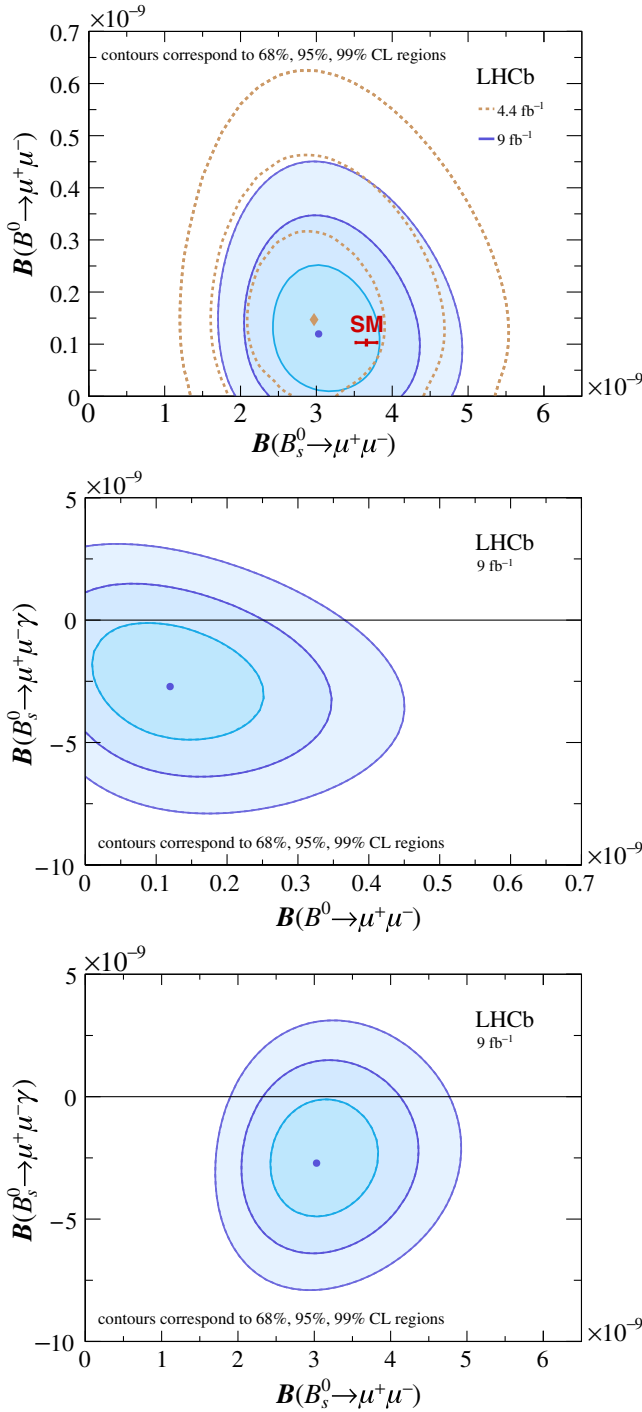 ×10⁻⁹
contours correspond to 68%, 95%, 99% CL regions
LHCb
4.4 fb⁻¹
9 fb⁻¹
SM
B(B⁰→μ⁺μ⁻)
0.7
0.6
0.5
0.4
0.3
0.2
0.1
0
0 1 2 3 4 5 6
×10⁻⁹
B(B_s⁰→μ⁺μ⁻)
×10⁻⁹
LHCb
9 fb⁻¹
B(B_s⁰→μ⁺μ⁻γ)
5
0
−5
−10
contours correspond to 68%, 95%, 99% CL regions
×10⁻⁹
0 0.1 0.2 0.3 0.4 0.5 0.6 0.7
B(B⁰→μ⁺μ⁻)
×10⁻⁹
LHCb
9 fb⁻¹
B(B_s⁰→μ⁺μ⁻γ)
5
0
−5
−10
contours correspond to 68%, 95%, 99% CL regions
×10⁻⁹
0 1 2 3 4 5 6
B(B_s⁰→μ⁺μ⁻)